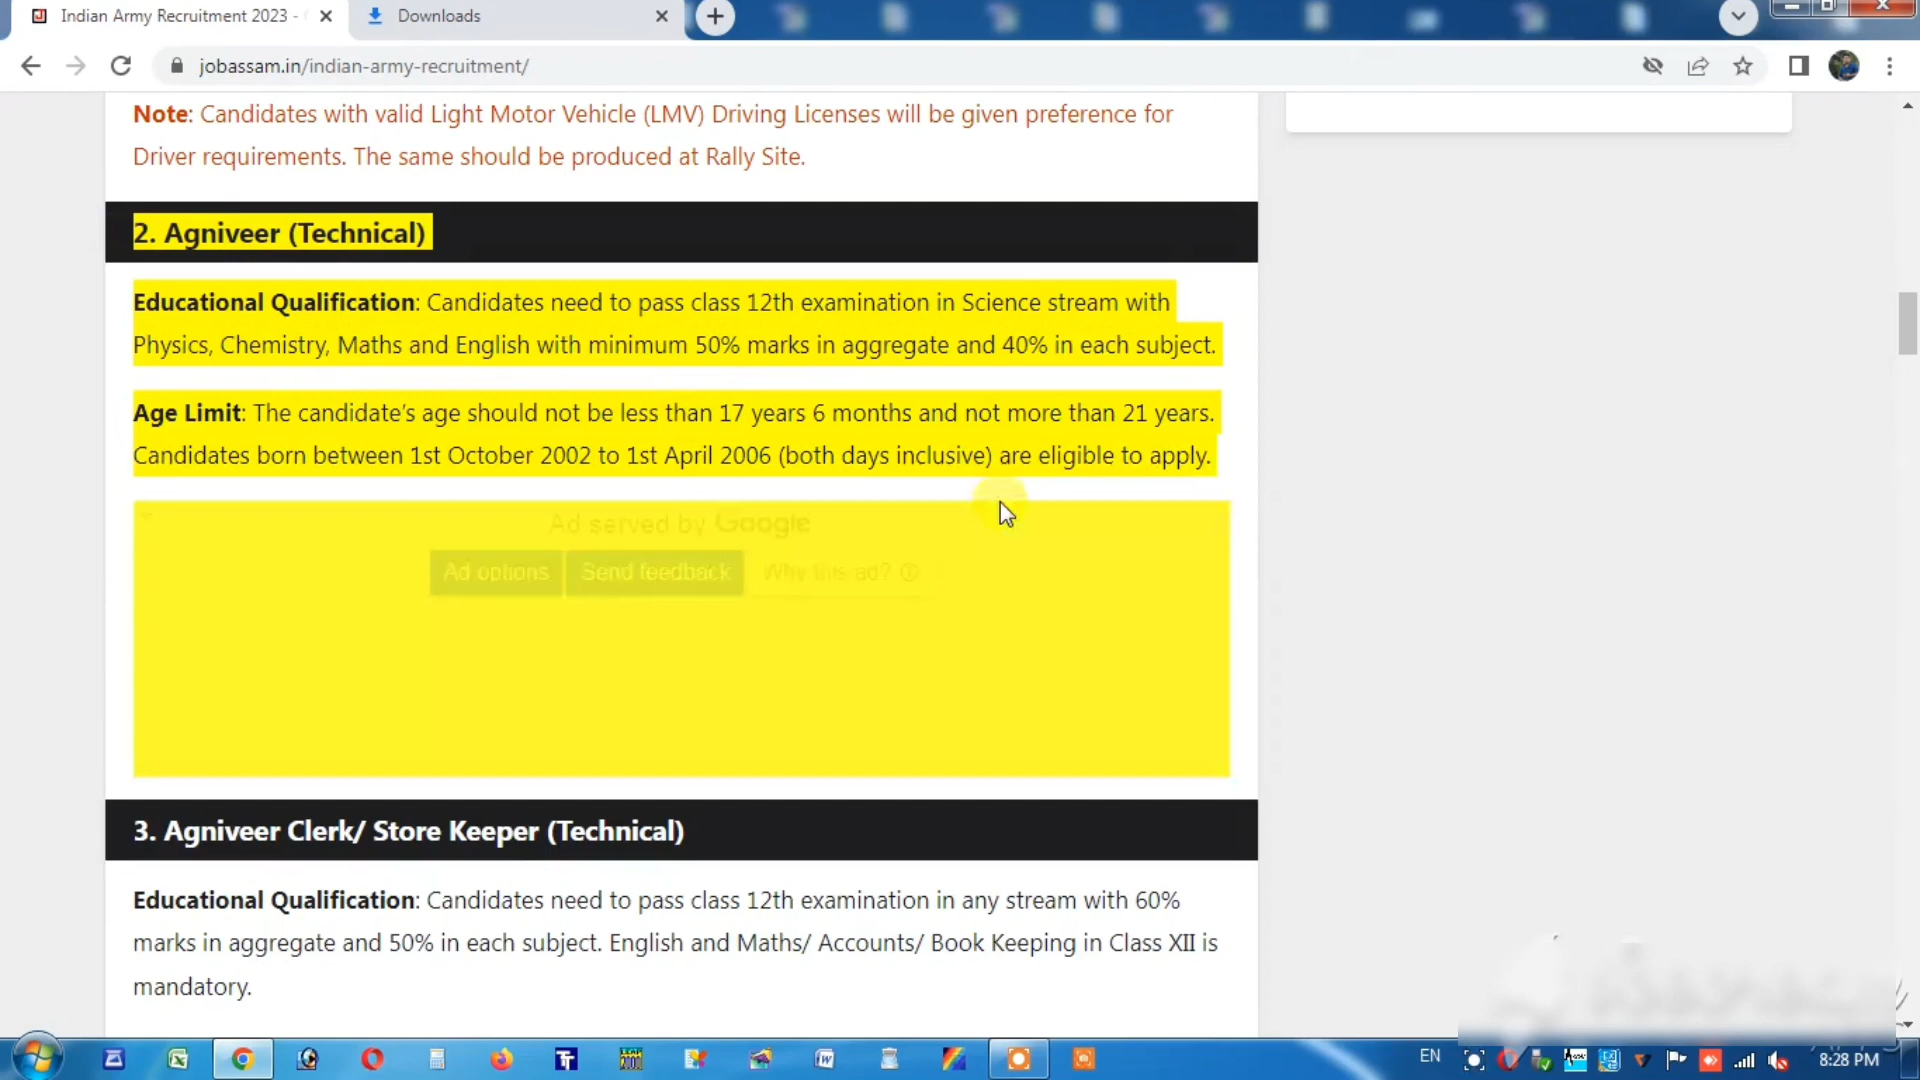 Indian Army Recruitment 2023 -
Downloads
jobassam.in/indian-army-recruitment/
Note: Candidates with valid Light Motor Vehicle (LMV) Driving Licenses will be given preference for
Driver requirements. The same should be produced at Rally Site.
2. Agniveer (Technical)
Educational Qualification: Candidates need to pass class 12th examination in Science stream with
Physics, Chemistry, Maths and English with minimum 50% marks in aggregate and 40% in each subject.
Age Limit: The candidate's age should not be less than 17 years 6 months and not more than 21 years.
Candidates born between 1st October 2002 to 1st April 2006 (both days inclusive) are eligible to apply.
Ad served by Google
Ad options Send feedback Why this ad?
3. Agniveer Clerk/ Store Keeper (Technical)
Educational Qualification: Candidates need to pass class 12th examination in any stream with 60%
marks in aggregate and 50% in each subject. English and Maths/ Accounts/ Book Keeping in Class XII is
mandatory.
EN
8:28 PM